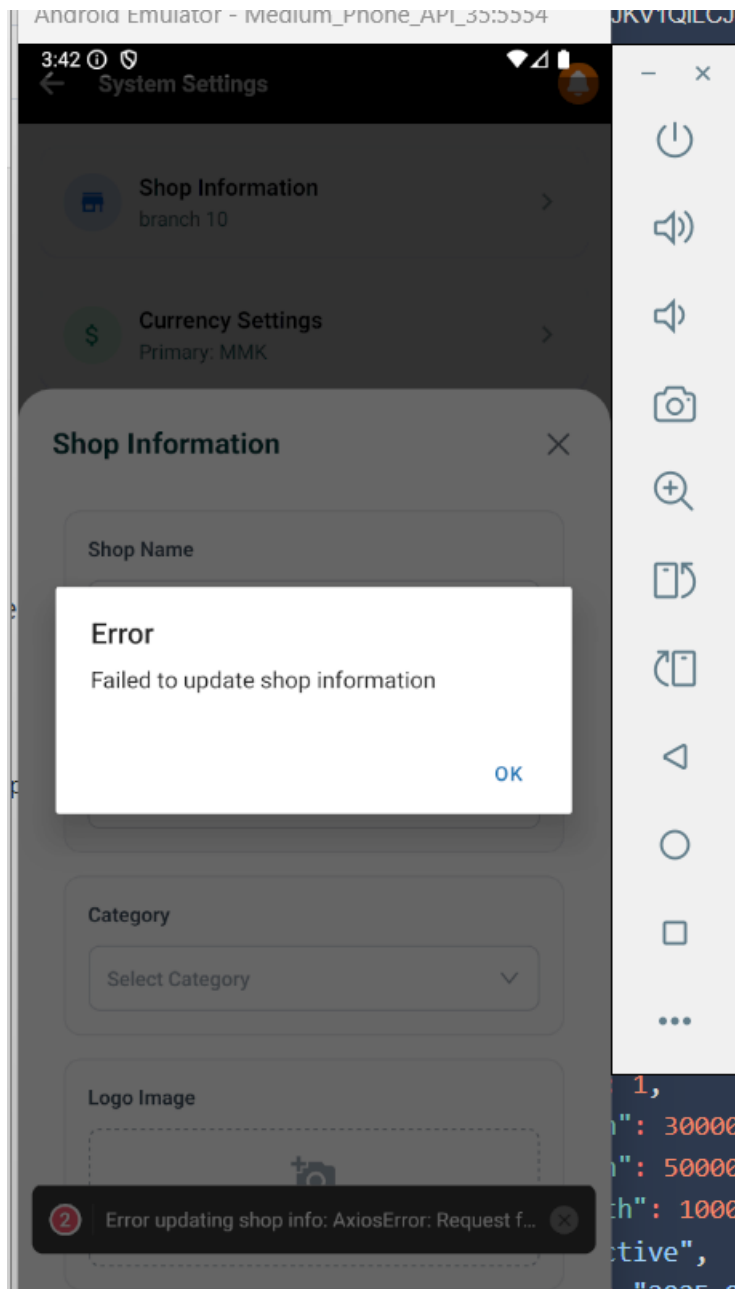 Android Emulator - Medium_Phone_API_35:5554
3:42
System Settings
Shop Information
branch 10
Currency Settings
$
Primary: MMK
Shop Information
Shop Name
Error
Failed to update shop information
OK
Category
Select Category
Logo Image
2 Error updating shop info: AxiosError: Request f...
1,
": 30000
": 50000
h": 1000
tive",